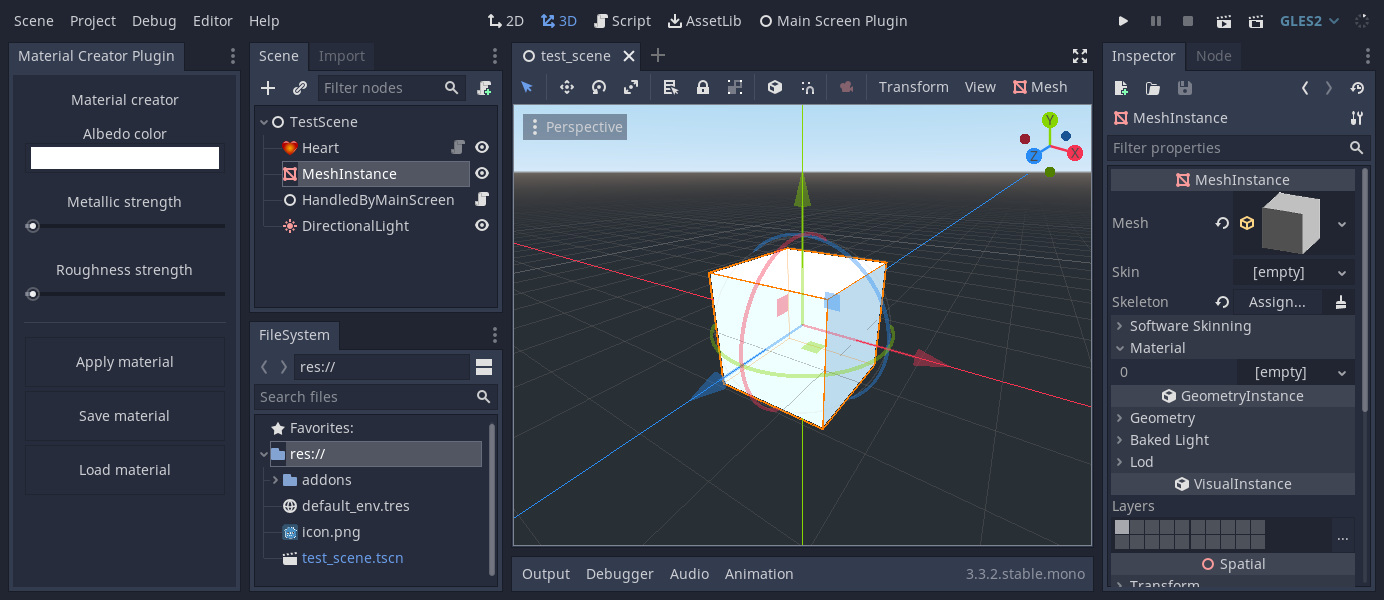 Scene Project Debug Editor Help
2D 3D Script AssetLib Main Screen Plugin
GLES2
Material Creator Plugin
Material creator
Albedo color
Metallic strength
Roughness strength
Apply material
Save material
Load material
Scene Import
Filter nodes
TestScene
Heart
MeshInstance
HandledByMainScreen
DirectionalLight
FileSystem
res://
Search files
Favorites:
res://
addons
default_env.tres
icon.png
test_scene.tscn
test_scene
Transform View Mesh
Perspective
Y
Z X
Output Debugger Audio Animation 3.3.2.stable.mono
Inspector Node
MeshInstance
Filter properties
MeshInstance
Mesh
Skin [empty]
Skeleton Assign...
Software Skinning
Material
0 [empty]
GeometryInstance
Geometry
Baked Light
Lod
VisualInstance
Layers
...
Spatial
Transform